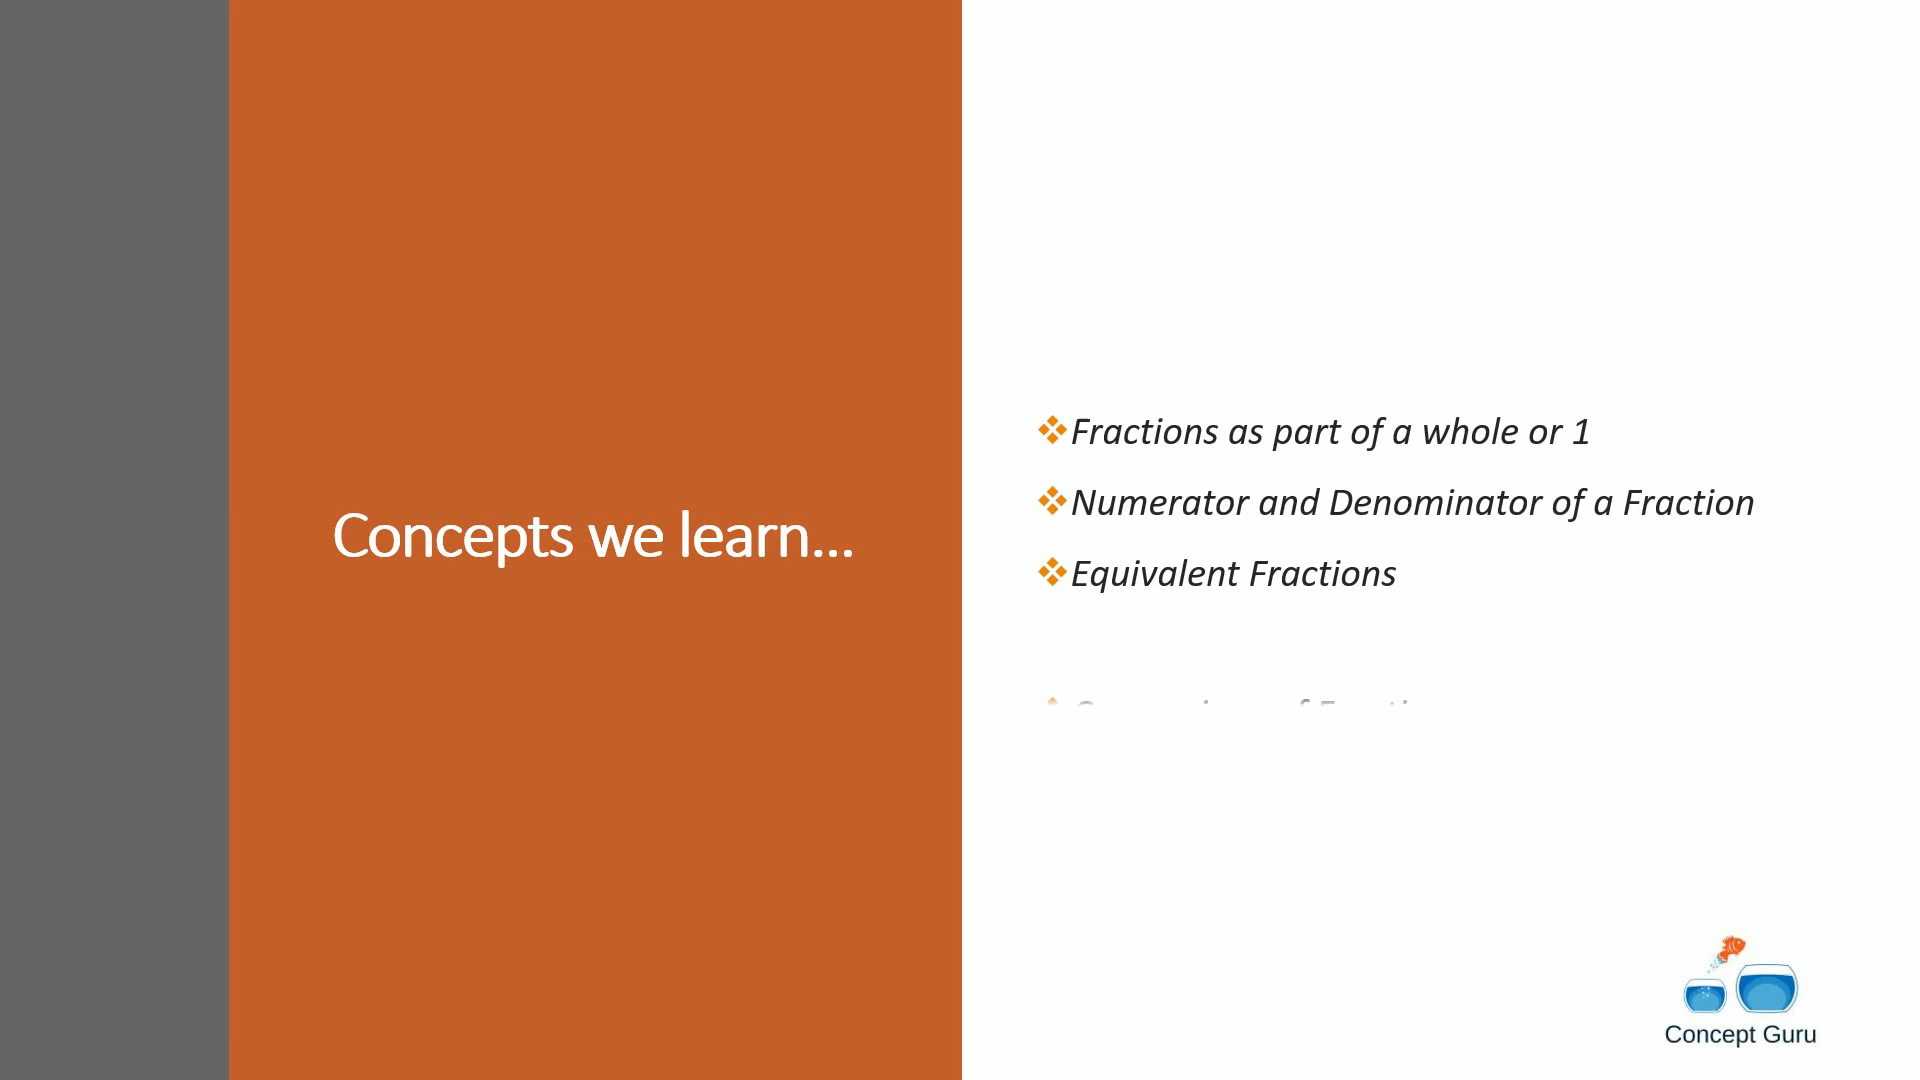 Concepts we learn...
Fractions as part of a whole or 1
Numerator and Denominator of a Fraction
Equivalent Fractions
Concept Guru